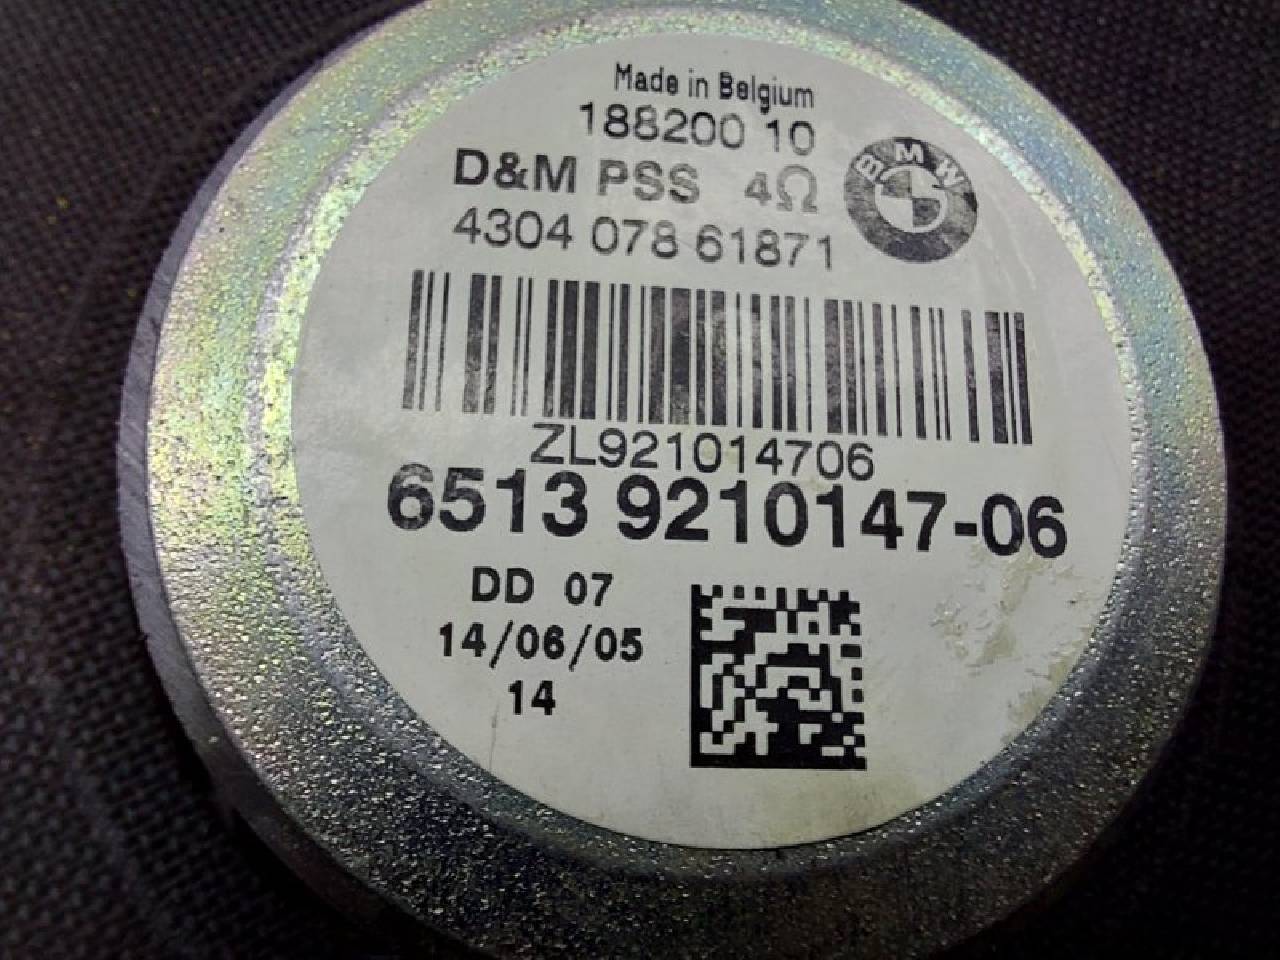 Made in Belgium
188200 10
D&M PSS 4Ω
BMW
4304 078 61871
ZL921014706
6513 9210147-06
DD 07
14/06/05
14